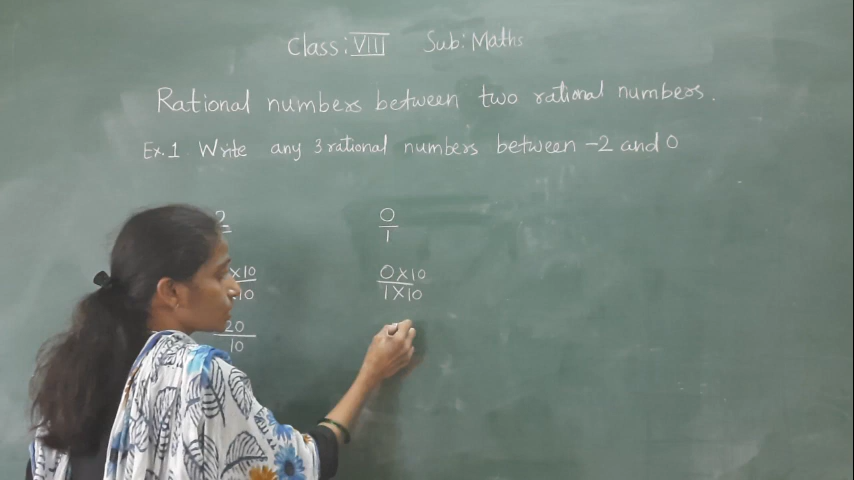 Class: VIII Sub: Maths
Rational numbers between two rational numbers.
Ex.1 Write any 3 rational numbers between -2 and 0
2 0
1
×10 0×10
10 1×10
20
10